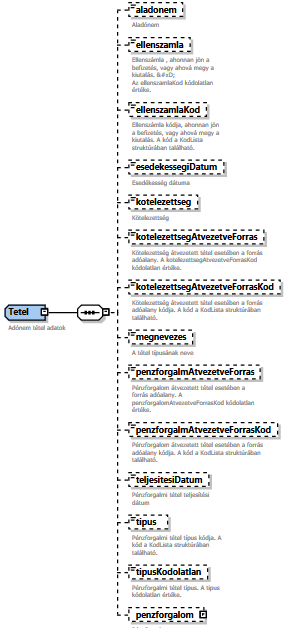 aladonem
Aladónem
ellenszamla
Ellenszámla , ahonnan jön a
befizetés, vagy ahová megy a
kiutalás. &#xD;
Az ellenszamlaKod kódolatlan
értéke.
ellenszamlaKod
Ellenszámla kódja, ahonnan jön
a befizetés, vagy ahová megy a
kiutalás. A kód a KodLista
struktúrában található.
esedekessegiDatum
Esedékesség dátuma
kotelezettseg
Kötelezettség
kotelezettsegAtvezetveForras
Kötelezettség átvezetett tétel esetében a forrás
adóalany. A kotelezettsegAtvezetveForrasKod
kódolatlan értéke.
kotelezettsegAtvezetveForrasKod
Kötelezettség átvezetett tétel esetében a forrás
adóalany kódja. A kód a KodLista struktúrában
található.
Tetel
Adónem tétel adatok
megnevezes
A tétel típusának neve
penzforgalmAtvezetveForras
Pénzforgalom átvezetett tétel esetében a
forrás adóalany. A
penzforgalomAtvezetveForrasKod kódolatlan
értéke.
penzforgalmAtvezetveForrasKod
Pénzforgalom átvezetett tétel esetében a forrás
adóalany kódja. A kód a KodLista struktúrában
található.
teljesitesiDatum
Pénzforgalmi tétel teljesítési
dátum
tipus
Pénzforgalmi tétel típus kódja. A
kód a KodLista struktúrában
található.
tipusKodolatlan
Pénzforgalmi tétel típus. A tipus
kódolatlan értéke.
penzforgalom